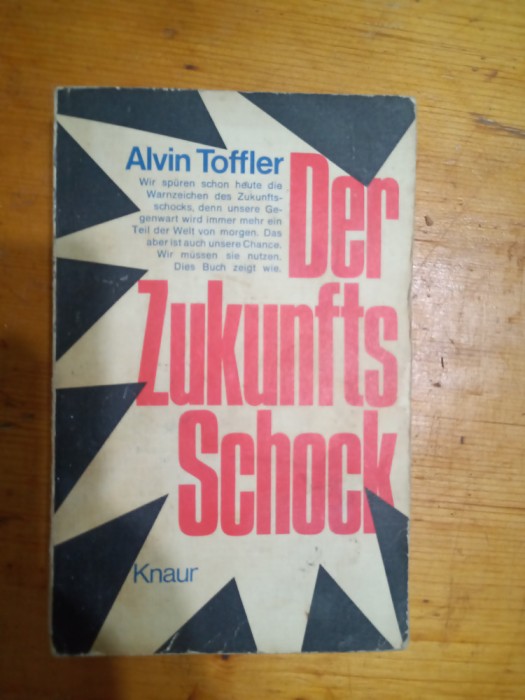 Alvin Toffler
Wir spüren schon heute die
Warnzeichen des Zukunfts-
schocks, denn unsere Ge-
genwart wird immer mehr ein
Teil der Welt von morgen. Das
aber ist auch unsere Chance.
Wir müssen sie nutzen.
Dies Buch zeigt wie.
Der
Zukunfts
Schock
Knaur